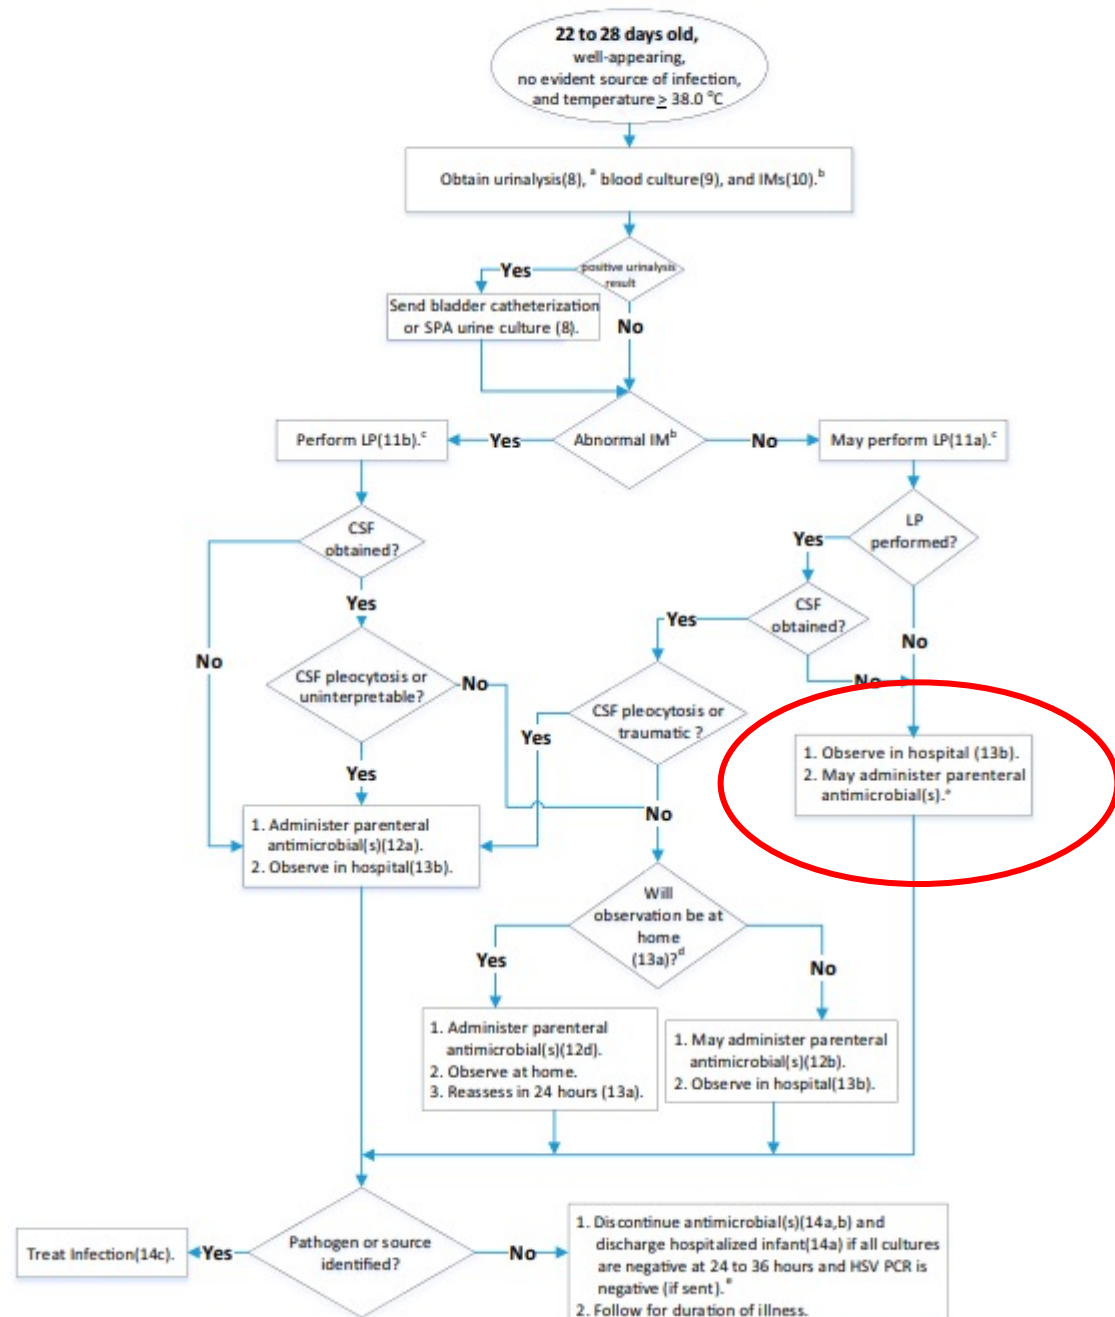 22 to 28 days old,
well-appearing,
no evident source of infection,
and temperature ≥ 38.0 °C
Obtain urinalysis(8), ª blood culture(9), and IMs(10).ᵇ
positive urinalysis
result
Yes
Send bladder catheterization
or SPA urine culture (8).
No
Abnormal IMᵇ
Yes
No
Perform LP(11b).ᶜ
May perform LP(11a).ᶜ
CSF
obtained?
LP
performed?
Yes
Yes
CSF
obtained?
Yes
No
No
No
CSF pleocytosis or
uninterpretable?
No
CSF pleocytosis or
traumatic ?
Yes
Yes
No
1. Observe in hospital (13b).
2. May administer parenteral
antimicrobial(s).ᵉ
1. Administer parenteral
antimicrobial(s)(12a).
2. Observe in hospital(13b).
Will
observation be at
home
(13a)?ᵈ
Yes
No
1. Administer parenteral
antimicrobial(s)(12d).
2. Observe at home.
3. Reassess in 24 hours (13a).
1. May administer parenteral
antimicrobial(s)(12b).
2. Observe in hospital(13b).
Pathogen or source
identified?
Yes
No
Treat Infection(14c).
1. Discontinue antimicrobial(s)(14a,b) and
discharge hospitalized infant(14a) if all cultures
are negative at 24 to 36 hours and HSV PCR is
negative (if sent).ᵉ
2. Follow for duration of illness.